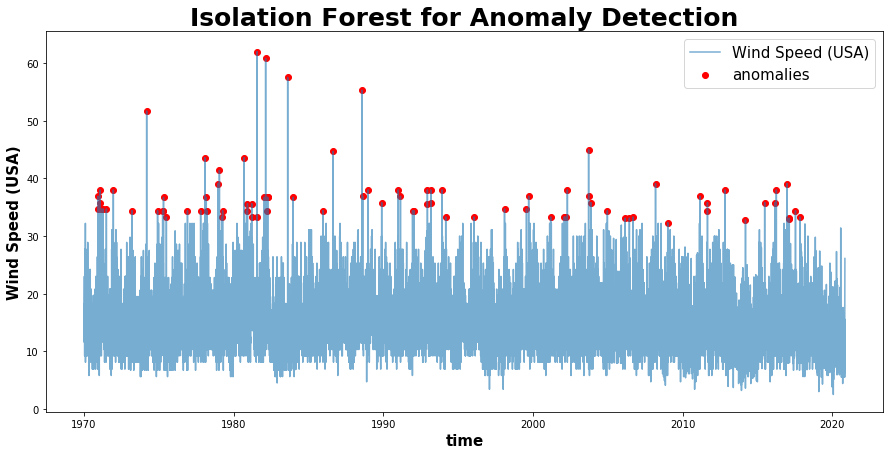 Isolation Forest for Anomaly Detection
Wind Speed (USA)
anomalies
Wind Speed (USA)
60
50
40
30
20
10
0
1970 1980 1990 2000 2010 2020
time